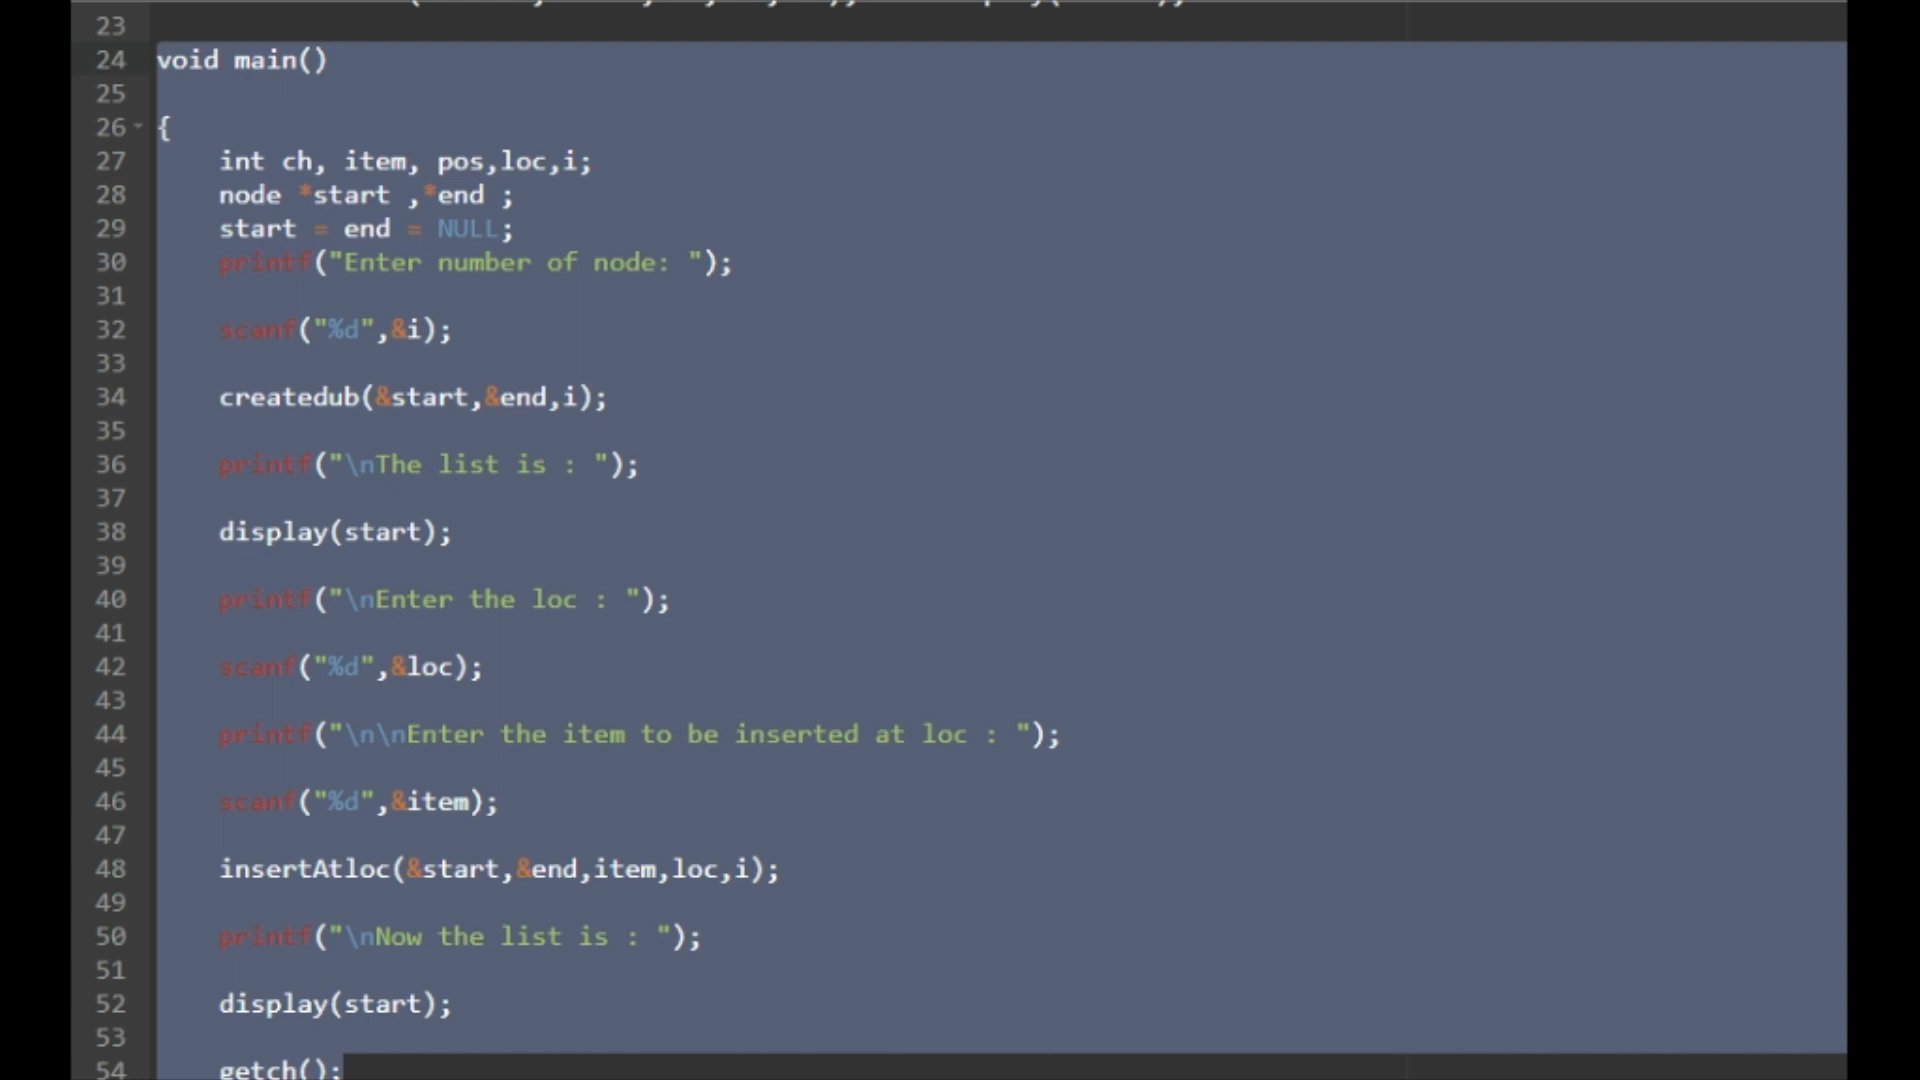 23
24 void main()
25
26 {
27 int ch, item, pos,loc,i;
28 node *start ,*end ;
29 start = end = NULL;
30 printf("Enter number of node: ");
31
32 scanf("%d",&i);
33
34 createdub(&start,&end,i);
35
36 printf("\nThe list is : ");
37
38 display(start);
39
40 printf("\nEnter the loc : ");
41
42 scanf("%d",&loc);
43
44 printf("\n\nEnter the item to be inserted at loc : ");
45
46 scanf("%d",&item);
47
48 insertAtloc(&start,&end,item,loc,i);
49
50 printf("\nNow the list is : ");
51
52 display(start);
53
54 getch();